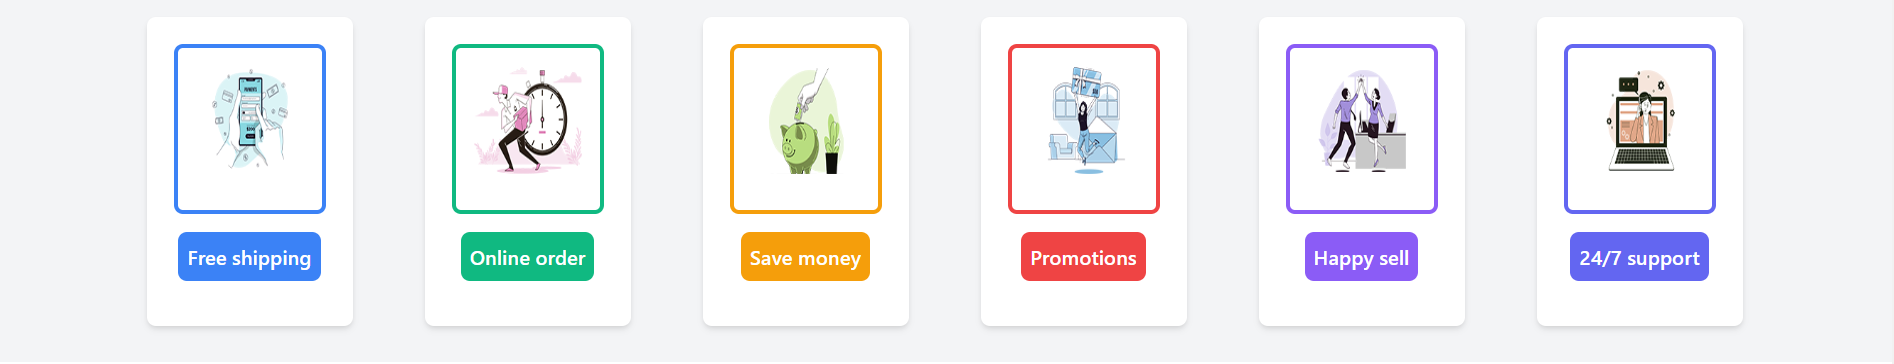 Free shipping
Online order
Save money
Promotions
Happy sell
24/7 support